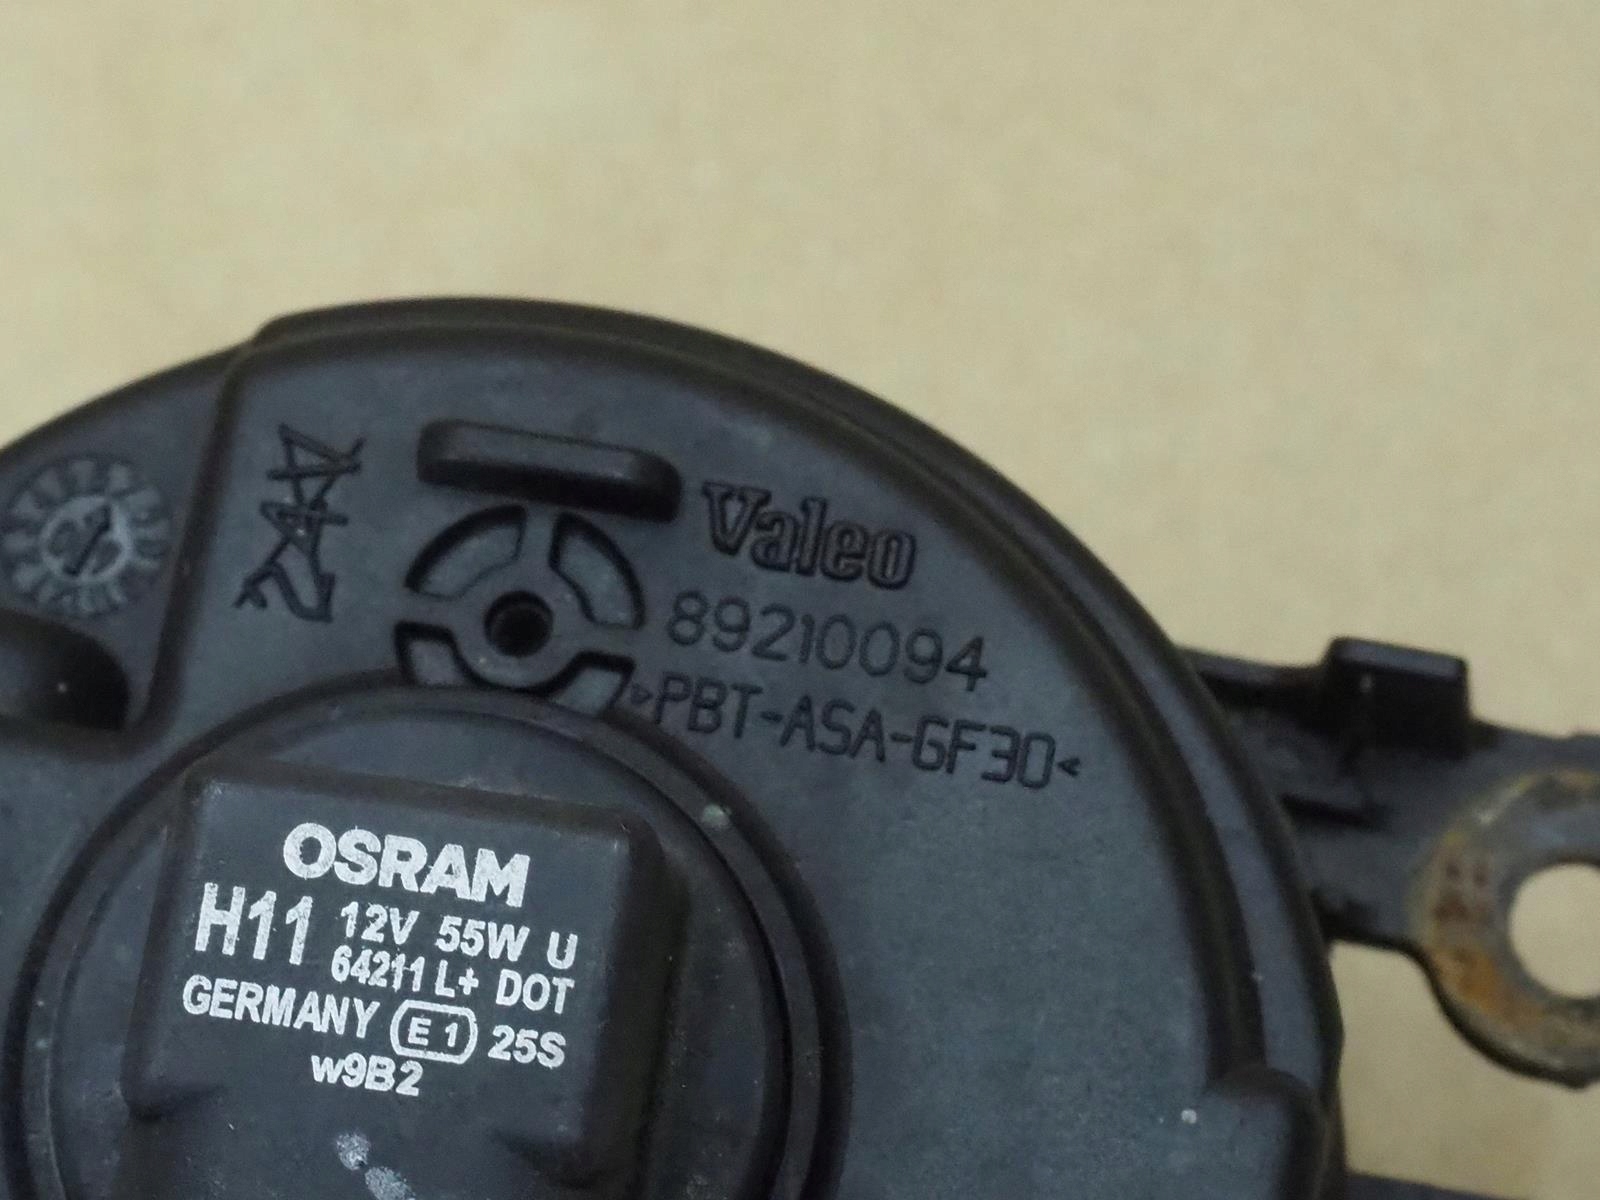 Valeo
89210094
>PBT-ASA-GF30<
OSRAM
H11 12V 55W U
64211 L+ DOT
GERMANY E1 25S
w9B2